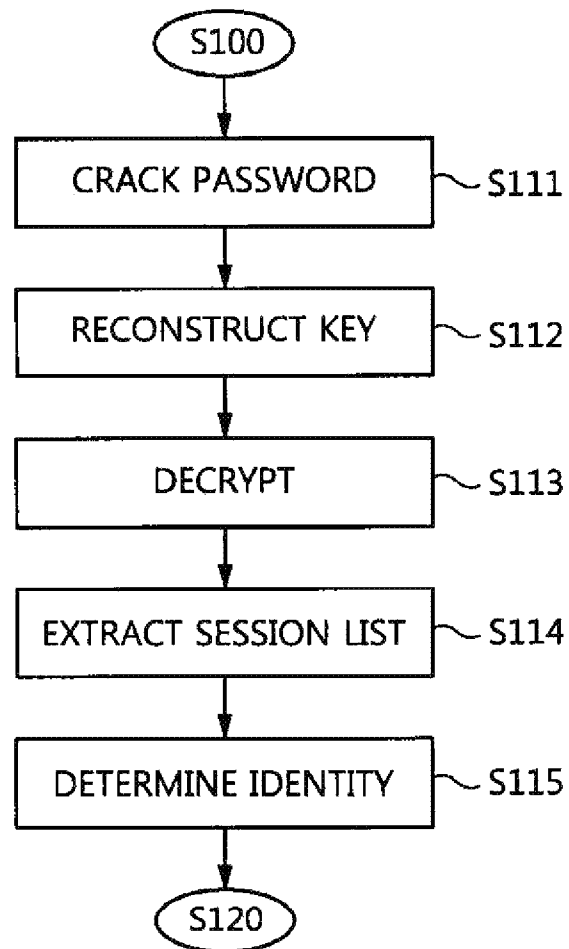 S100
CRACK PASSWORD
S111
RECONSTRUCT KEY
S112
DECRYPT
S113
EXTRACT SESSION LIST
S114
DETERMINE IDENTITY
S115
S120